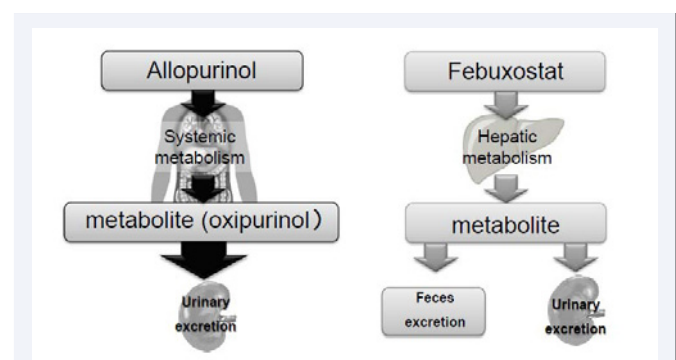 Allopurinol
Systemic
metabolism
metabolite (oxipurinol)
Urinary
excretion
Febuxostat
Hepatic
metabolism
metabolite
Feces
excretion
Urinary
excretion